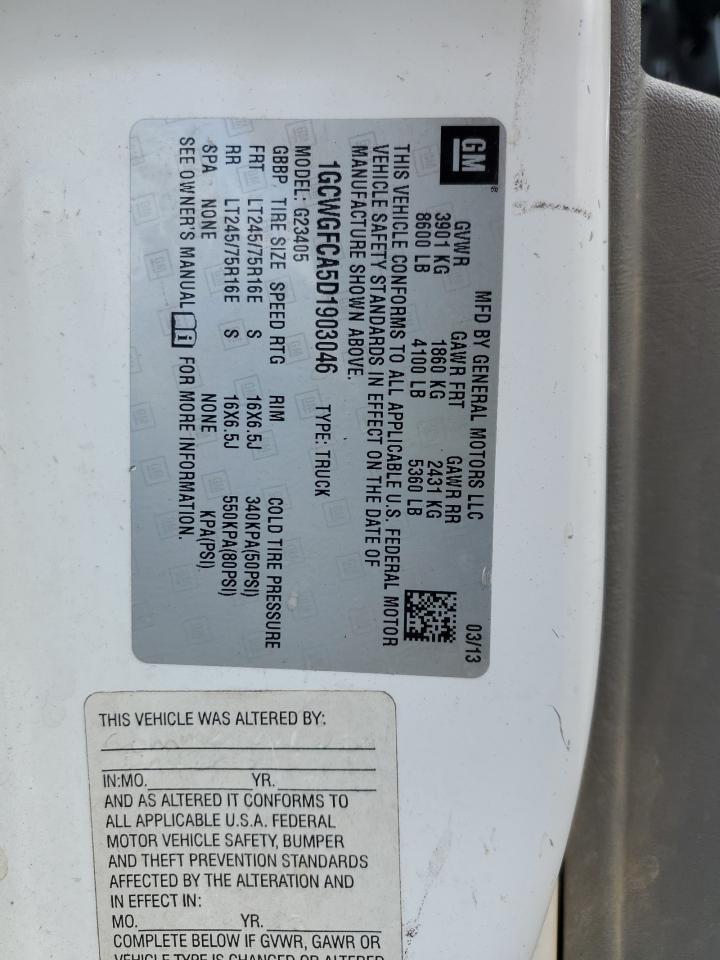 GM
®
MFD BY GENERAL MOTORS LLC
03/13
GVWR GAWR FRT GAWR RR
3901 KG 1860 KG 2431 KG
8600 LB 4100 LB 5360 LB
THIS VEHICLE CONFORMS TO ALL APPLICABLE U.S. FEDERAL MOTOR
VEHICLE SAFETY STANDARDS IN EFFECT ON THE DATE OF
MANUFACTURE SHOWN ABOVE.
1GCWGFCA5D1903046 TYPE: TRUCK
MODEL: G23405
GBBP. TIRE SIZE SPEED RTG RIM COLD TIRE PRESSURE
FRT LT245/75R16E S 16X6.5J 340KPA(50PSI)
RR LT245/75R16E S 16X6.5J 550KPA(80PSI)
SPA NONE NONE KPA(PSI)
SEE OWNER'S MANUAL FOR MORE INFORMATION.
THIS VEHICLE WAS ALTERED BY:
IN:MO. YR.
AND AS ALTERED IT CONFORMS TO
ALL APPLICABLE U.S.A. FEDERAL
MOTOR VEHICLE SAFETY, BUMPER
AND THEFT PREVENTION STANDARDS
AFFECTED BY THE ALTERATION AND
IN EFFECT IN:
MO. YR.
COMPLETE BELOW IF GVWR, GAWR OR
VEHICLE TYPE IS CHANGED OR ALTERED